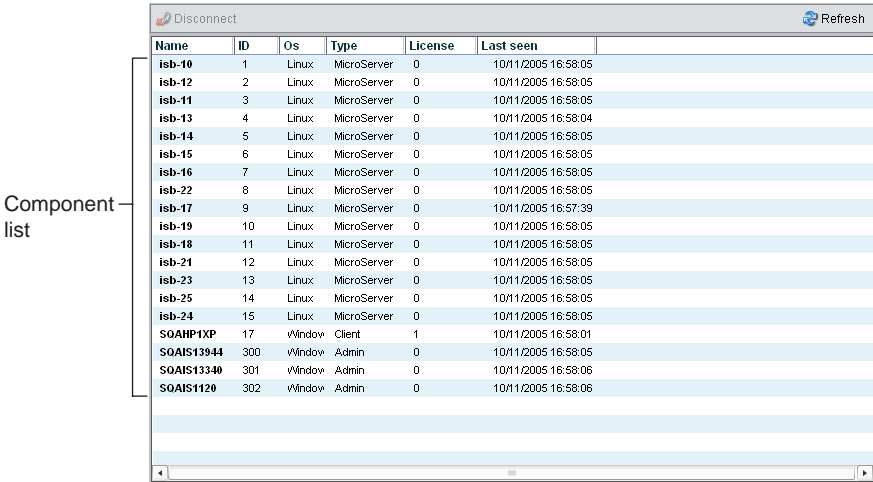 Disconnect Refresh
Name ID Os Type License Last seen
isb-10 1 Linux MicroServer 0 10/11/2005 16:58:05
isb-12 2 Linux MicroServer 0 10/11/2005 16:58:05
isb-11 3 Linux MicroServer 0 10/11/2005 16:58:05
isb-13 4 Linux MicroServer 0 10/11/2005 16:58:04
isb-14 5 Linux MicroServer 0 10/11/2005 16:58:05
isb-15 6 Linux MicroServer 0 10/11/2005 16:58:05
isb-16 7 Linux MicroServer 0 10/11/2005 16:58:05
isb-22 8 Linux MicroServer 0 10/11/2005 16:58:05
isb-17 9 Linux MicroServer 0 10/11/2005 16:57:39
isb-19 10 Linux MicroServer 0 10/11/2005 16:58:05
isb-18 11 Linux MicroServer 0 10/11/2005 16:58:05
isb-21 12 Linux MicroServer 0 10/11/2005 16:58:05
isb-23 13 Linux MicroServer 0 10/11/2005 16:58:05
isb-25 14 Linux MicroServer 0 10/11/2005 16:58:05
isb-24 15 Linux MicroServer 0 10/11/2005 16:58:05
SQAHP1XP 17 Window Client 1 10/11/2005 16:58:01
SQAIS13944 300 Window Admin 0 10/11/2005 16:58:05
SQAIS13340 301 Window Admin 0 10/11/2005 16:58:06
SQAIS1120 302 Window Admin 0 10/11/2005 16:58:06
Component
list